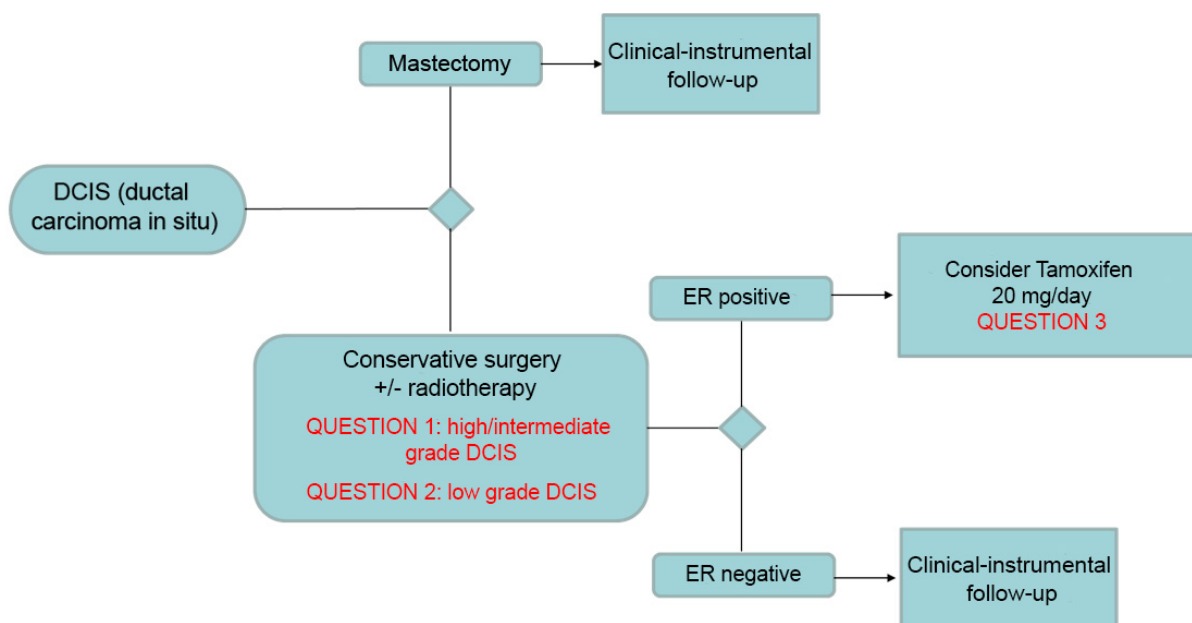 Mastectomy
Clinical-instrumental
follow-up
DCIS (ductal
carcinoma in situ)
Conservative surgery
+/- radiotherapy
QUESTION 1: high/intermediate
grade DCIS
QUESTION 2: low grade DCIS
ER positive
Consider Tamoxifen
20 mg/day
QUESTION 3
ER negative
Clinical-instrumental
follow-up